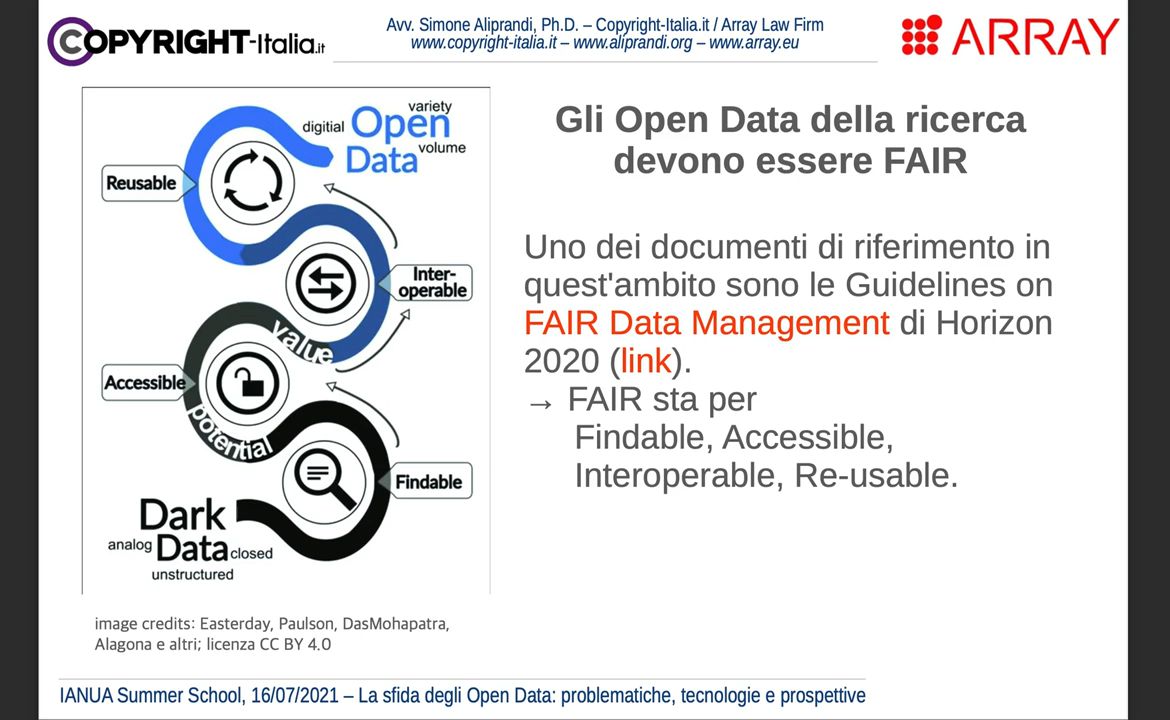 COPYRIGHT-Italia.it
Avv. Simone Aliprandi, Ph.D. – Copyright-Italia.it / Array Law Firm
www.copyright-italia.it – www.aliprandi.org – www.array.eu
ARRAY
variety
digitial Open
volume
Data
Reusable
Inter-
operable
value
Accessible
potential
Findable
Dark
analog Data closed
unstructured
image credits: Easterday, Paulson, DasMohapatra,
Alagona e altri; licenza CC BY 4.0
Gli Open Data della ricerca
devono essere FAIR
Uno dei documenti di riferimento in
quest'ambito sono le Guidelines on
FAIR Data Management di Horizon
2020 (link).
→ FAIR sta per
Findable, Accessible,
Interoperable, Re-usable.
IANUA Summer School, 16/07/2021 – La sfida degli Open Data: problematiche, tecnologie e prospettive